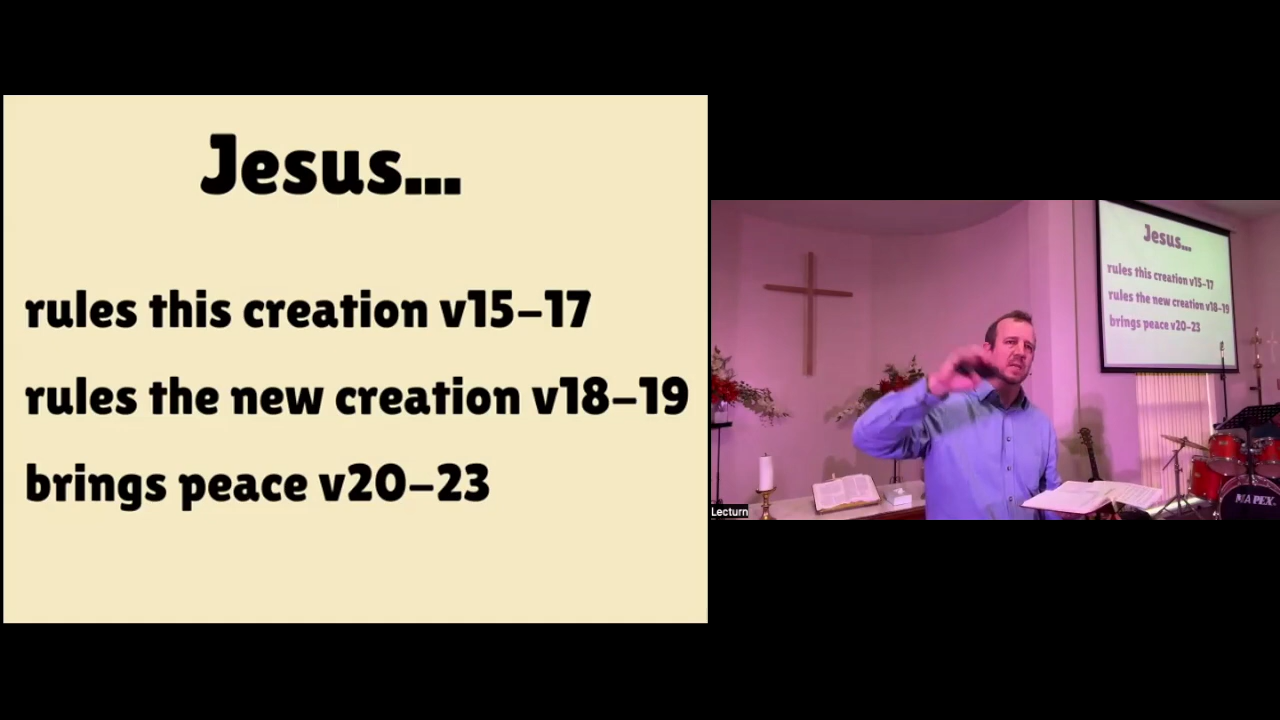 Jesus...
rules this creation v15-17
rules the new creation v18-19
brings peace v20-23
Jesus...
rules this creation v15-17
rules the new creation v18-19
brings peace v20-23
Lecturn
MAPEX